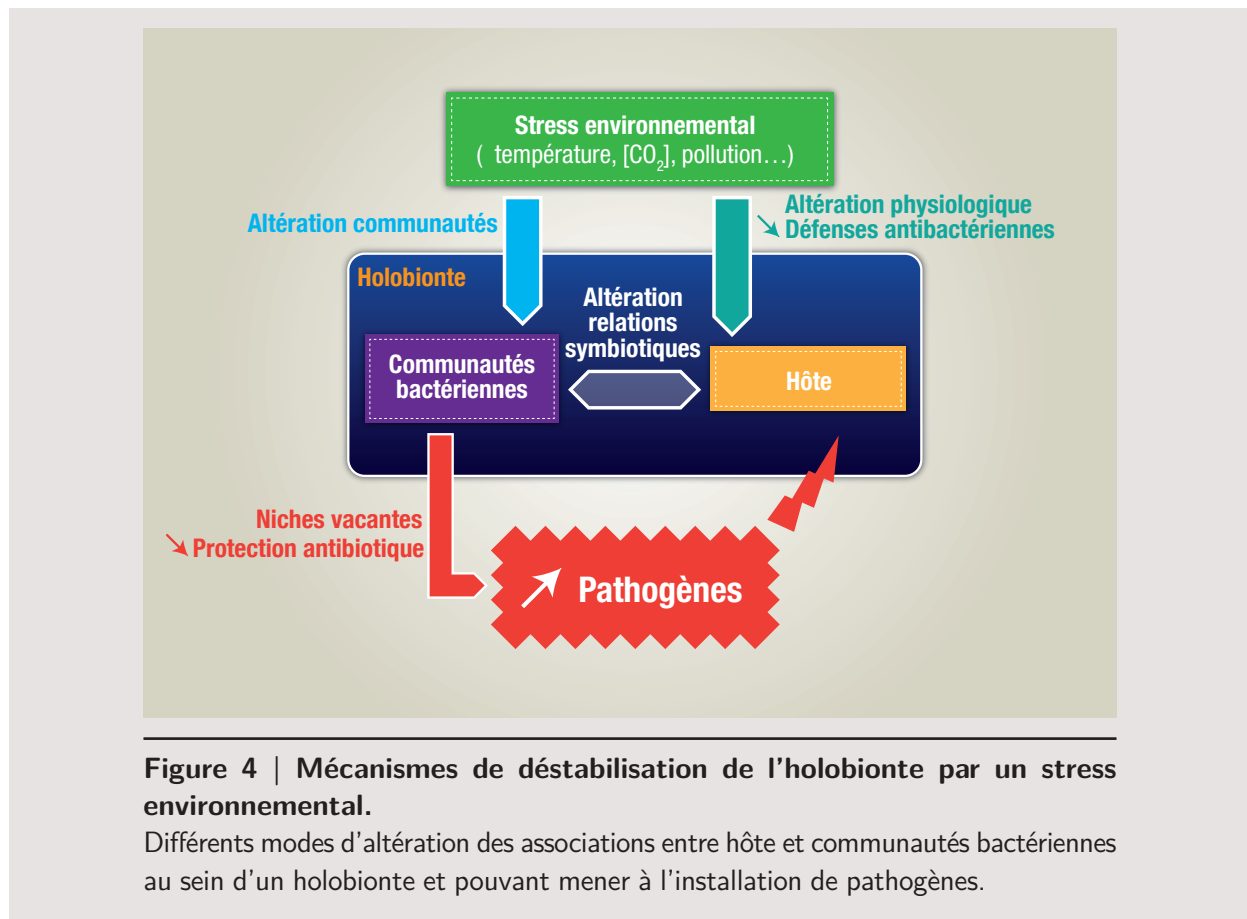 Stress environnemental
( température, [CO₂], pollution…)
Altération communautés
Altération physiologique
↘ Défenses antibactériennes
Holobionte
Altération
relations
symbiotiques
Communautés
bactériennes
Hôte
Niches vacantes
↘ Protection antibiotique
↗ Pathogènes
Figure 4 | Mécanismes de déstabilisation de l'holobionte par un stress
environnemental.
Différents modes d'altération des associations entre hôte et communautés bactériennes
au sein d'un holobionte et pouvant mener à l'installation de pathogènes.